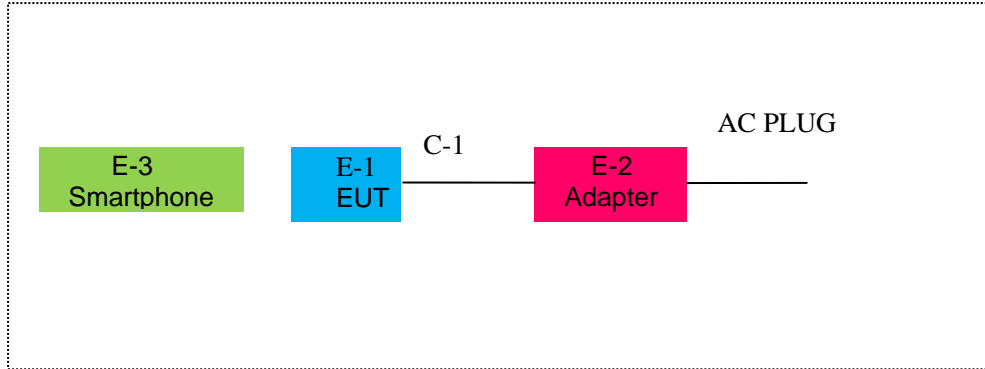 E-3
Smartphone
E-1
EUT
C-1
E-2
Adapter
AC PLUG